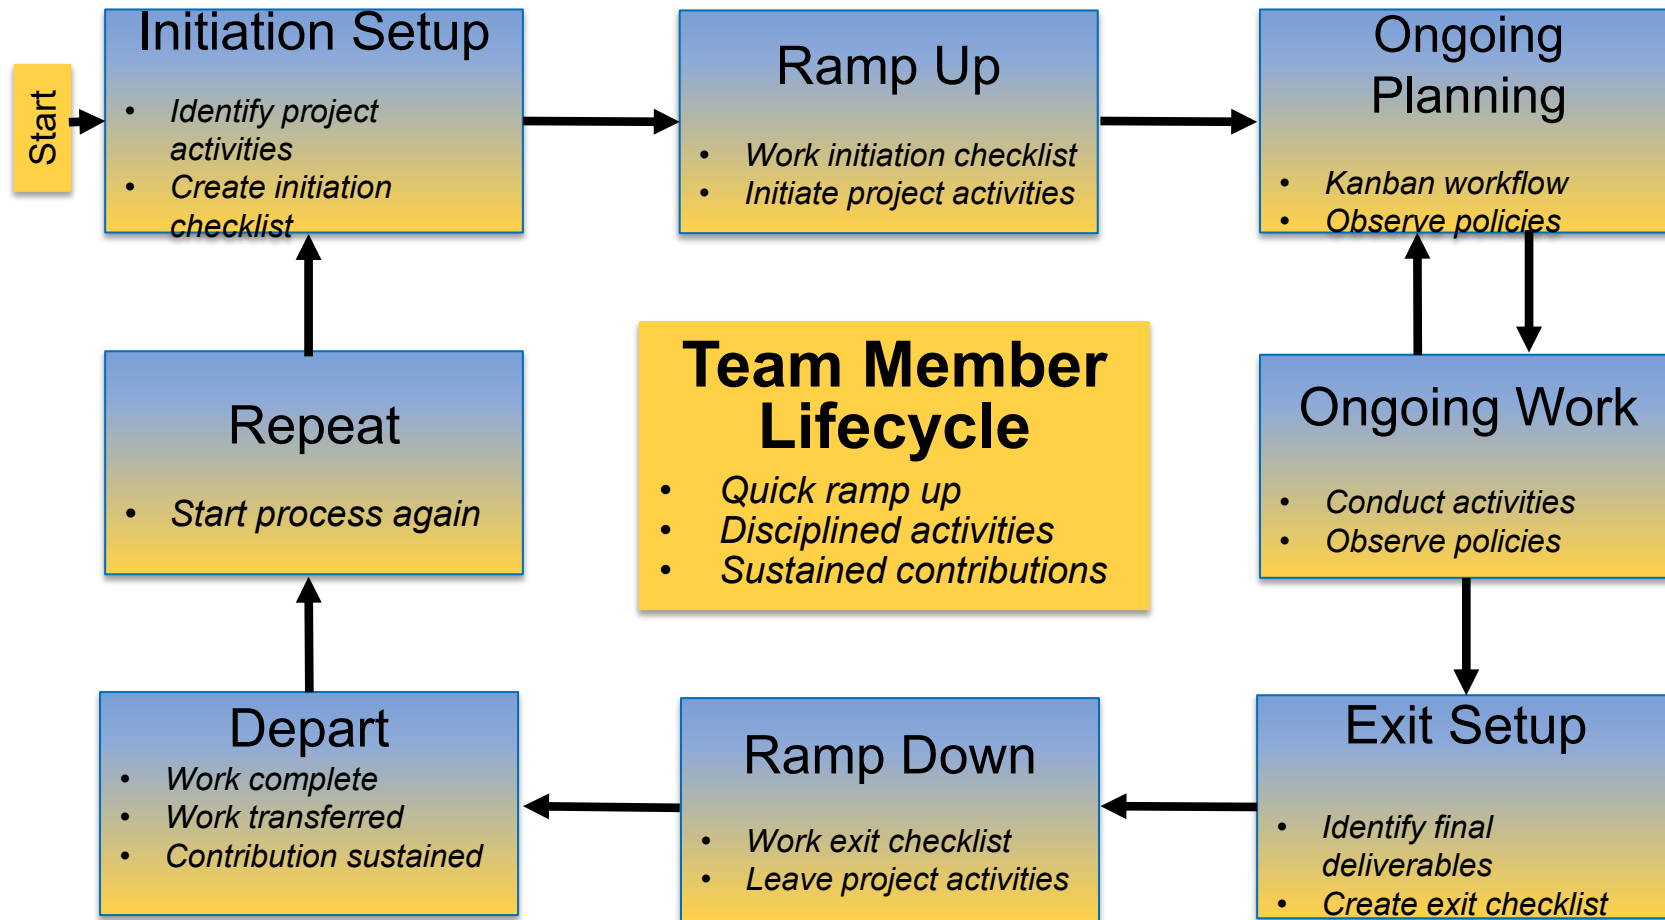 Start
Initiation Setup
• Identify project
activities
• Create initiation
checklist
Ramp Up
• Work initiation checklist
• Initiate project activities
Ongoing
Planning
• Kanban workflow
• Observe policies
Repeat
• Start process again
Team Member
Lifecycle
• Quick ramp up
• Disciplined activities
• Sustained contributions
Ongoing Work
• Conduct activities
• Observe policies
Depart
• Work complete
• Work transferred
• Contribution sustained
Ramp Down
• Work exit checklist
• Leave project activities
Exit Setup
• Identify final
deliverables
• Create exit checklist